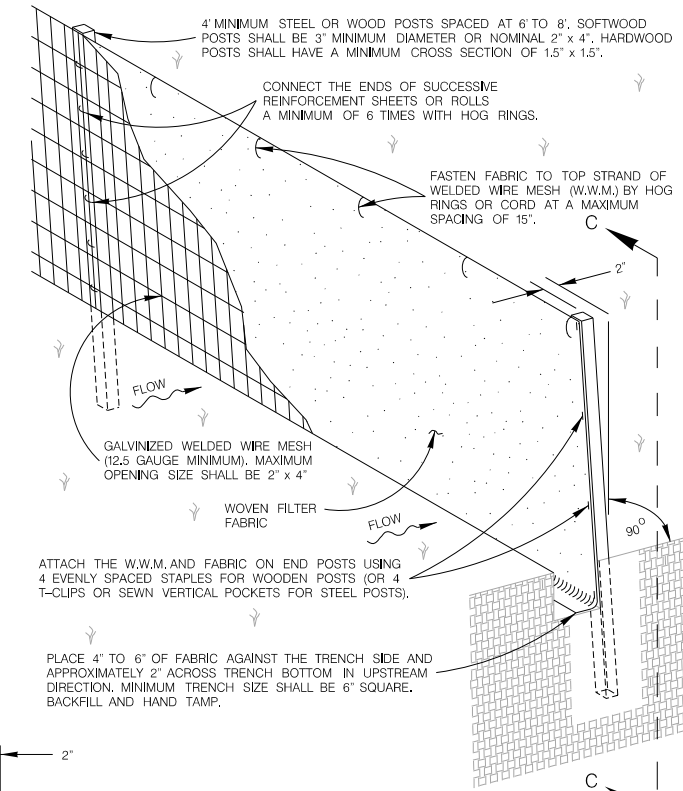 4' MINIMUM STEEL OR WOOD POSTS SPACED AT 6' TO 8'. SOFTWOOD
POSTS SHALL BE 3" MINIMUM DIAMETER OR NOMINAL 2" x 4". HARDWOOD
POSTS SHALL HAVE A MINIMUM CROSS SECTION OF 1.5" x 1.5".
CONNECT THE ENDS OF SUCCESSIVE
REINFORCEMENT SHEETS OR ROLLS
A MINIMUM OF 6 TIMES WITH HOG RINGS.
FASTEN FABRIC TO TOP STRAND OF
WELDED WIRE MESH (W.W.M.) BY HOG
RINGS OR CORD AT A MAXIMUM
SPACING OF 15".
C
2"
FLOW
GALVINIZED WELDED WIRE MESH
(12.5 GAUGE MINIMUM). MAXIMUM
OPENING SIZE SHALL BE 2" x 4"
WOVEN FILTER
FABRIC
FLOW
90°
ATTACH THE W.W.M. AND FABRIC ON END POSTS USING
4 EVENLY SPACED STAPLES FOR WOODEN POSTS (OR 4
T-CLIPS OR SEWN VERTICAL POCKETS FOR STEEL POSTS).
PLACE 4" TO 6" OF FABRIC AGAINST THE TRENCH SIDE AND
APPROXIMATELY 2" ACROSS TRENCH BOTTOM IN UPSTREAM
DIRECTION. MINIMUM TRENCH SIZE SHALL BE 6" SQUARE.
BACKFILL AND HAND TAMP.
2"
C